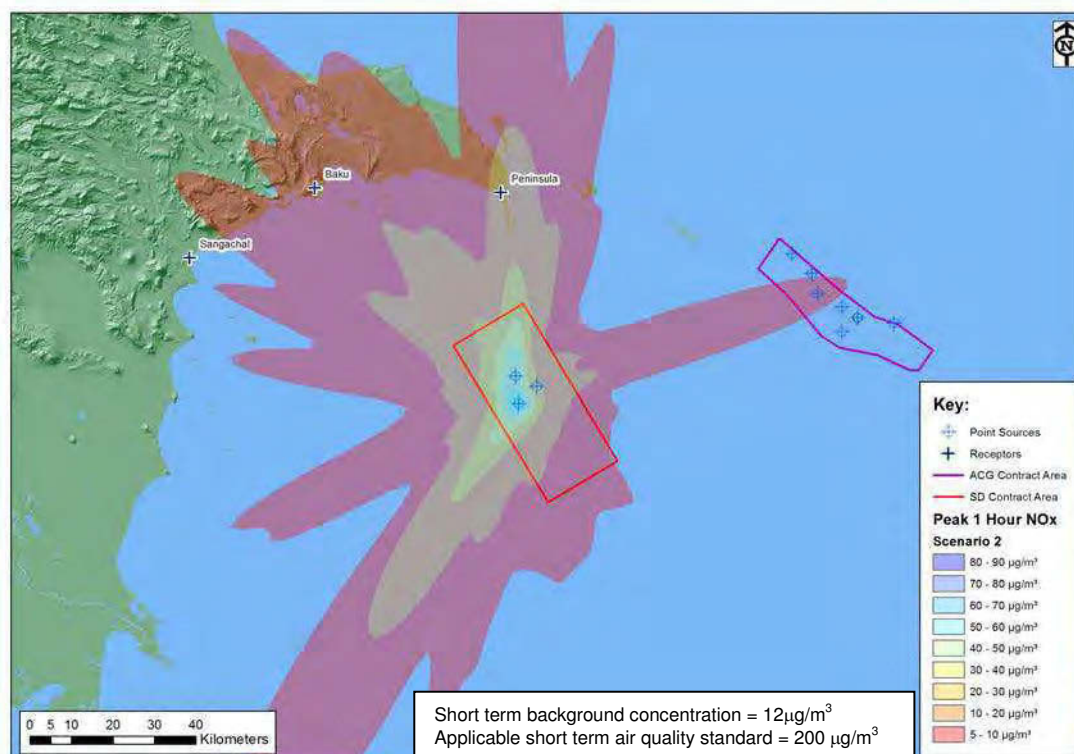 N
Baku
Peninsula
Sangachal
Key:
Point Sources
Receptors
ACG Contract Area
SD Contract Area
Peak 1 Hour NOx
Scenario 2
80 - 90 µg/m³
70 - 80 µg/m³
60 - 70 µg/m³
50 - 60 µg/m³
40 - 50 µg/m³
30 - 40 µg/m³
20 - 30 µg/m³
10 - 20 µg/m³
5 - 10 µg/m³
0 5 10 20 30 40
Kilometers
Short term background concentration = 12µg/m³
Applicable short term air quality standard = 200 µg/m³